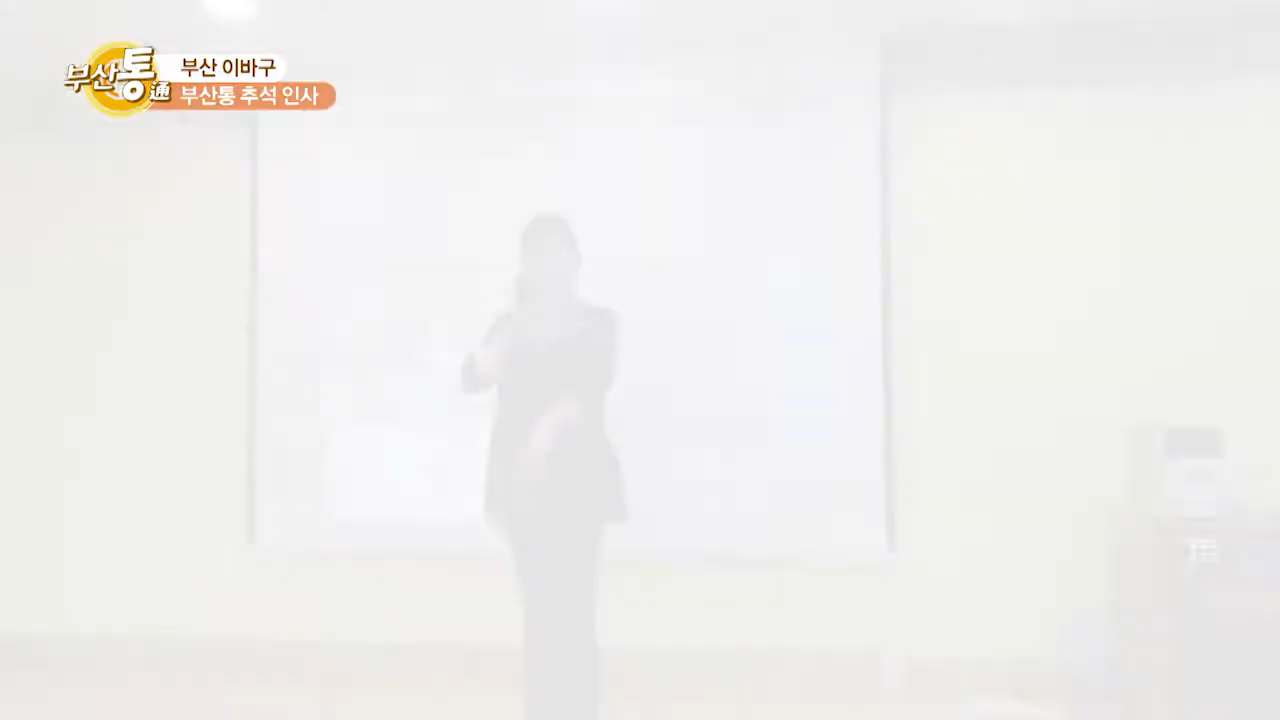 부산통
通
부산 이바구
부산통 추석 인사